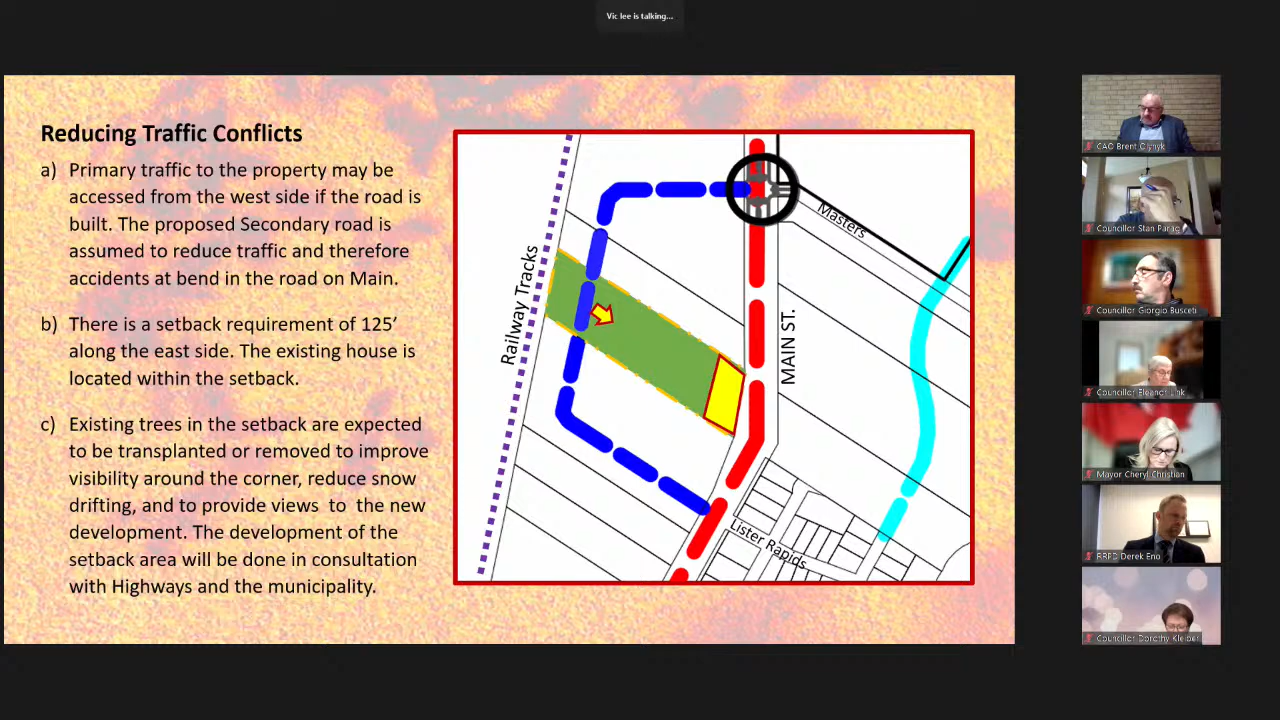 Vic lee is talking...
Reducing Traffic Conflicts
a) Primary traffic to the property may be
accessed from the west side if the road is
built. The proposed Secondary road is
assumed to reduce traffic and therefore
accidents at bend in the road on Main.
b) There is a setback requirement of 125’
along the east side. The existing house is
located within the setback.
c) Existing trees in the setback are expected
to be transplanted or removed to improve
visibility around the corner, reduce snow
drifting, and to provide views to the new
development. The development of the
setback area will be done in consultation
with Highways and the municipality.
Railway Tracks
MAIN ST.
Masters
Lister Rapids
CAO Brent Olynyk
Councillor Stan Parag
Councillor Giorgio Busceti
Councillor Eleanor Link
Mayor Cheryl Christian
RRPD Derek Eno
Councillor Dorothy Kleiber